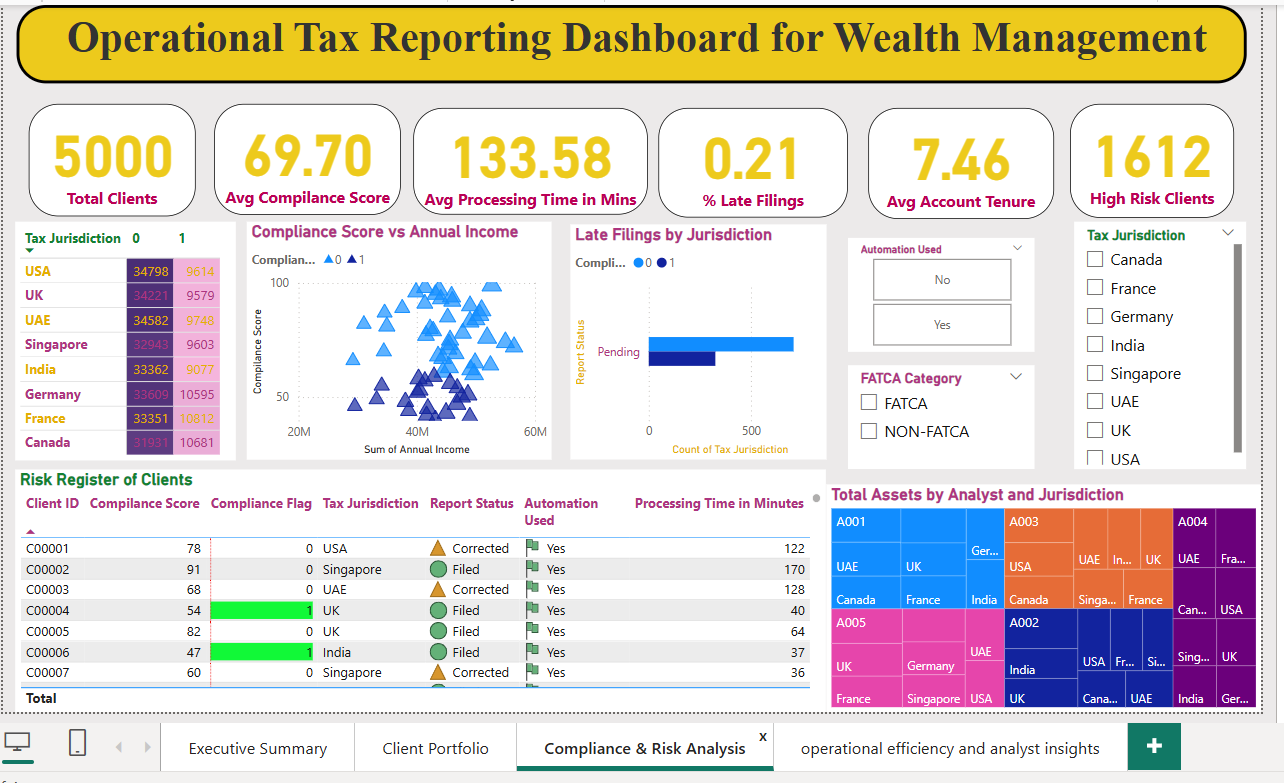 Operational Tax Reporting Dashboard for Wealth Management
5000
Total Clients
69.70
Avg Compilance Score
133.58
Avg Processing Time in Mins
0.21
% Late Filings
7.46
Avg Account Tenure
1612
High Risk Clients
Tax Jurisdiction 0 1
USA 34798 9614
UK 34221 9579
UAE 34582 9748
Singapore 32943 9603
India 33362 9077
Germany 33609 10595
France 33351 10812
Canada 31931 10681
Compliance Score vs Annual Income
Complian... 0 1
Compliance Score
100
50
20M 40M 60M
Sum of Annual Income
Late Filings by Jurisdiction
Compli... 0 1
Report Status
Pending
0 500
Count of Tax Jurisdiction
Automation Used
No
Yes
FATCA Category
FATCA
NON-FATCA
Tax Jurisdiction
Canada
France
Germany
India
Singapore
UAE
UK
USA
Risk Register of Clients
Client ID Compilance Score Compliance Flag Tax Jurisdiction Report Status Automation Used Processing Time in Minutes
C00001 78 0 USA Corrected Yes 122
C00002 91 0 Singapore Filed Yes 170
C00003 68 0 UAE Corrected Yes 128
C00004 54 1 UK Filed Yes 40
C00005 82 0 UK Filed Yes 64
C00006 47 1 India Filed Yes 37
C00007 60 0 Singapore Corrected Yes 36
Total
Total Assets by Analyst and Jurisdiction
A001
UAE
Canada
UK
France
Ger...
India
A003
USA
Canada
UAE
In...
UK
Singa...
France
A004
UAE
Fra...
Can...
USA
Sing...
UK
India
Ger...
A005
UK
France
Germany
Singapore
UAE
USA
A002
India
UK
USA
Fr...
Si...
Cana...
UAE
Executive Summary
Client Portfolio
Compliance & Risk Analysis x
operational efficiency and analyst insights
+